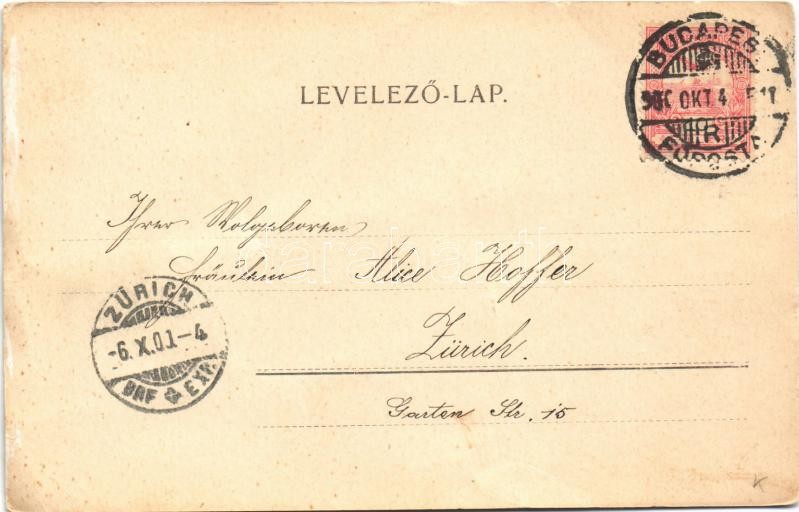 LEVELEZŐ-LAP.
BUDAPEST
OKT. 4
R
FŐPOSTA
Ihrer Wolgeboren
Fräulein Alice Hoffer
Zürich.
Garten Str. 15
ZÜRICH
-6.X.01-4
BRF EXP.
K